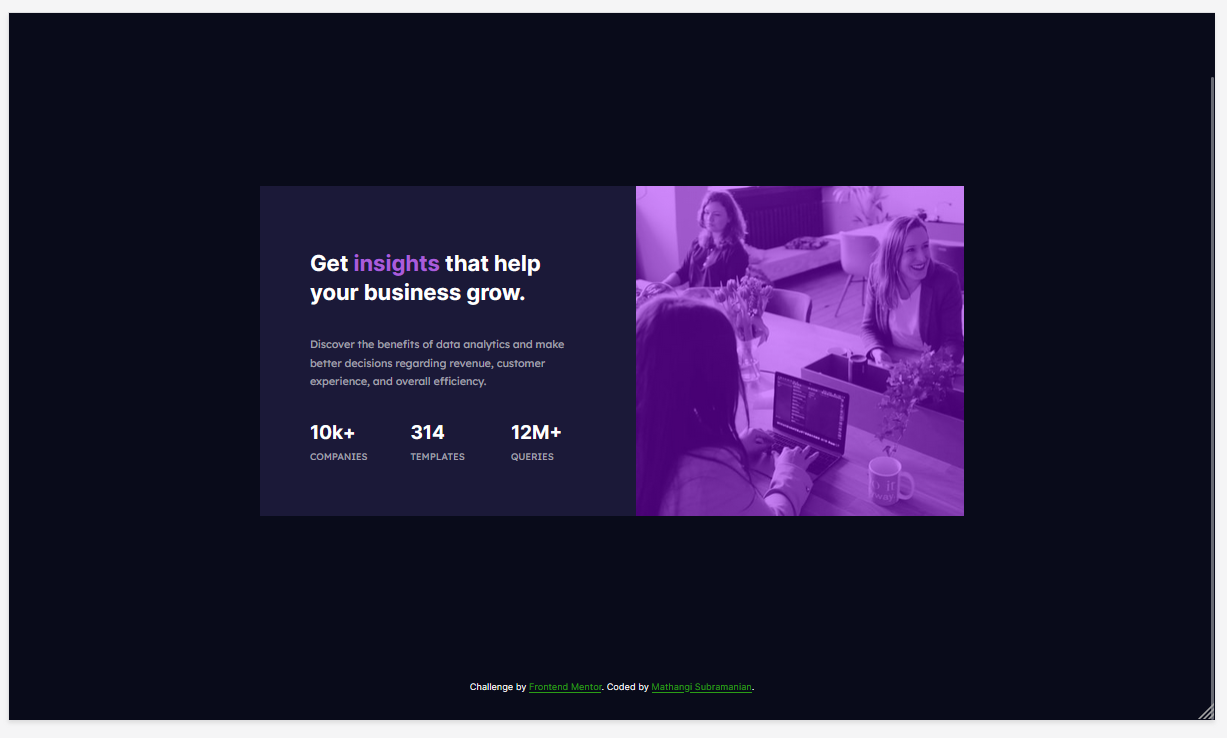 Get insights that help
your business grow.
Discover the benefits of data analytics and make
better decisions regarding revenue, customer
experience, and overall efficiency.
10k+ 314 12M+
COMPANIES TEMPLATES QUERIES
Challenge by Frontend Mentor. Coded by Mathangi Subramanian.